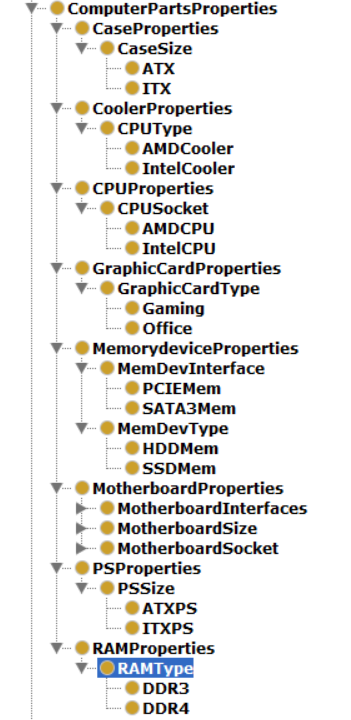 ComputerPartsProperties
CaseProperties
CaseSize
ATX
ITX
CoolerProperties
CPUType
AMDCooler
IntelCooler
CPUProperties
CPUSocket
AMDCPU
IntelCPU
GraphicCardProperties
GraphicCardType
Gaming
Office
MemorydeviceProperties
MemDevInterface
PCIEMem
SATA3Mem
MemDevType
HDDMem
SSDMem
MotherboardProperties
MotherboardInterfaces
MotherboardSize
MotherboardSocket
PSProperties
PSSize
ATXPS
ITXPS
RAMProperties
RAMType
DDR3
DDR4